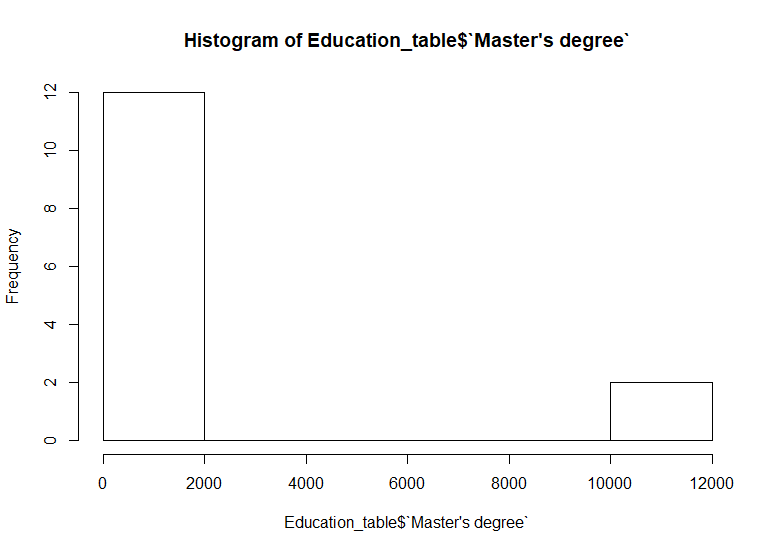 Histogram of Education_table$`Master's degree`
Frequency
12
10
8
6
4
2
0
0 2000 4000 6000 8000 10000 12000
Education_table$`Master's degree`